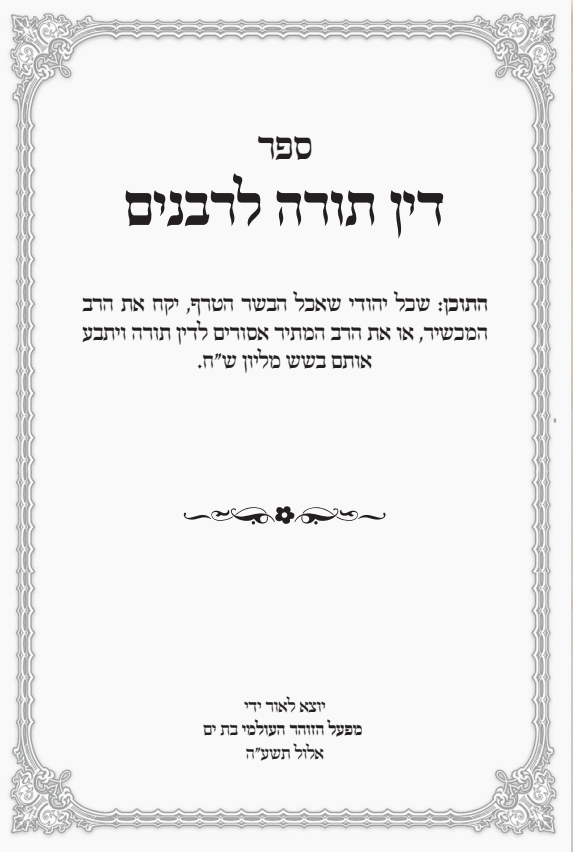 ספר
דין תורה לרבנים
התוכן: שכל יהודי שאכל הבשר הטרף, יקח את הרב
המכשיר, או את הרב המתיר אסורים לדין תורה ויתבע
אותם בשש מליון ש"ח.
יוצא לאור ידי
מפעל הזוהר העולמי בת ים
אלול תשע"ה